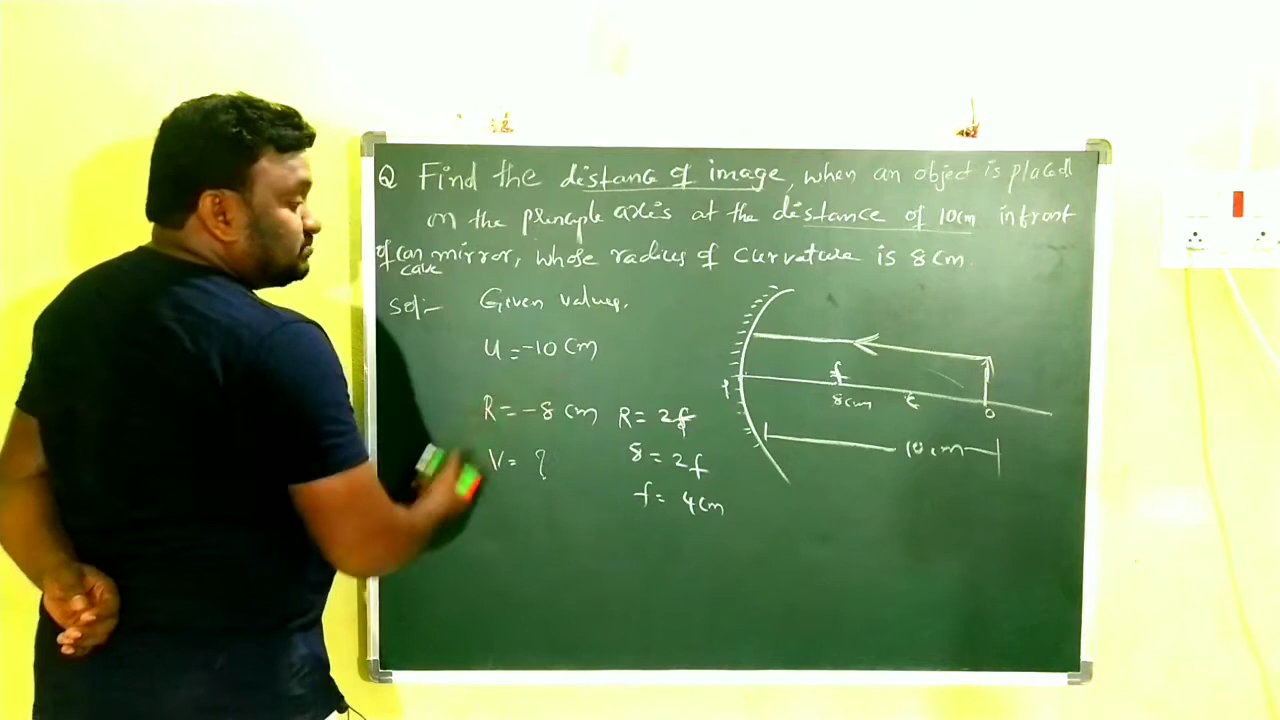 Q Find the distance of image, when an object is placed
on the principle axis at the distance of 10cm infront
of con cave mirror, whose radius of curvature is 8 cm.
Sol:- Given values.
U = -10 cm
R = -8 cm
V = ?
R = 2f
8 = 2f
f = 4cm
P
f
8cm
c
O
10 cm